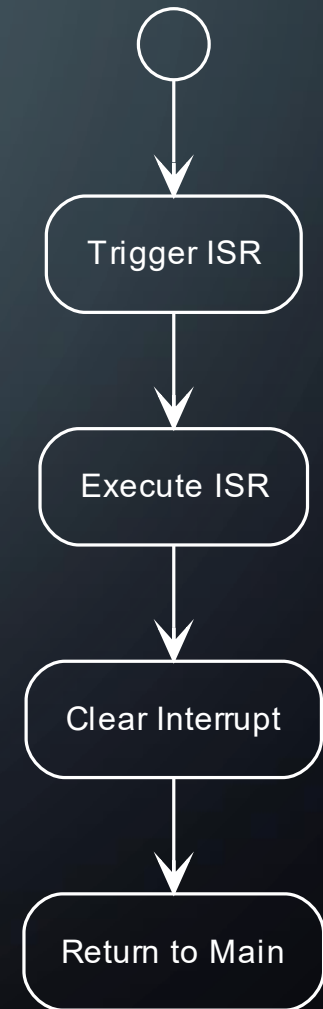 Trigger ISR
Execute ISR
Clear Interrupt
Return to Main